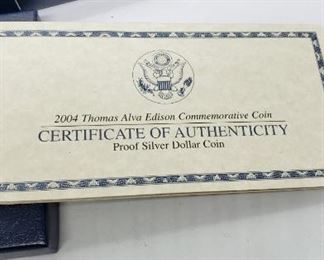 2004 Thomas Alva Edison Commemorative Coin
CERTIFICATE OF AUTHENTICITY
Proof Silver Dollar Coin